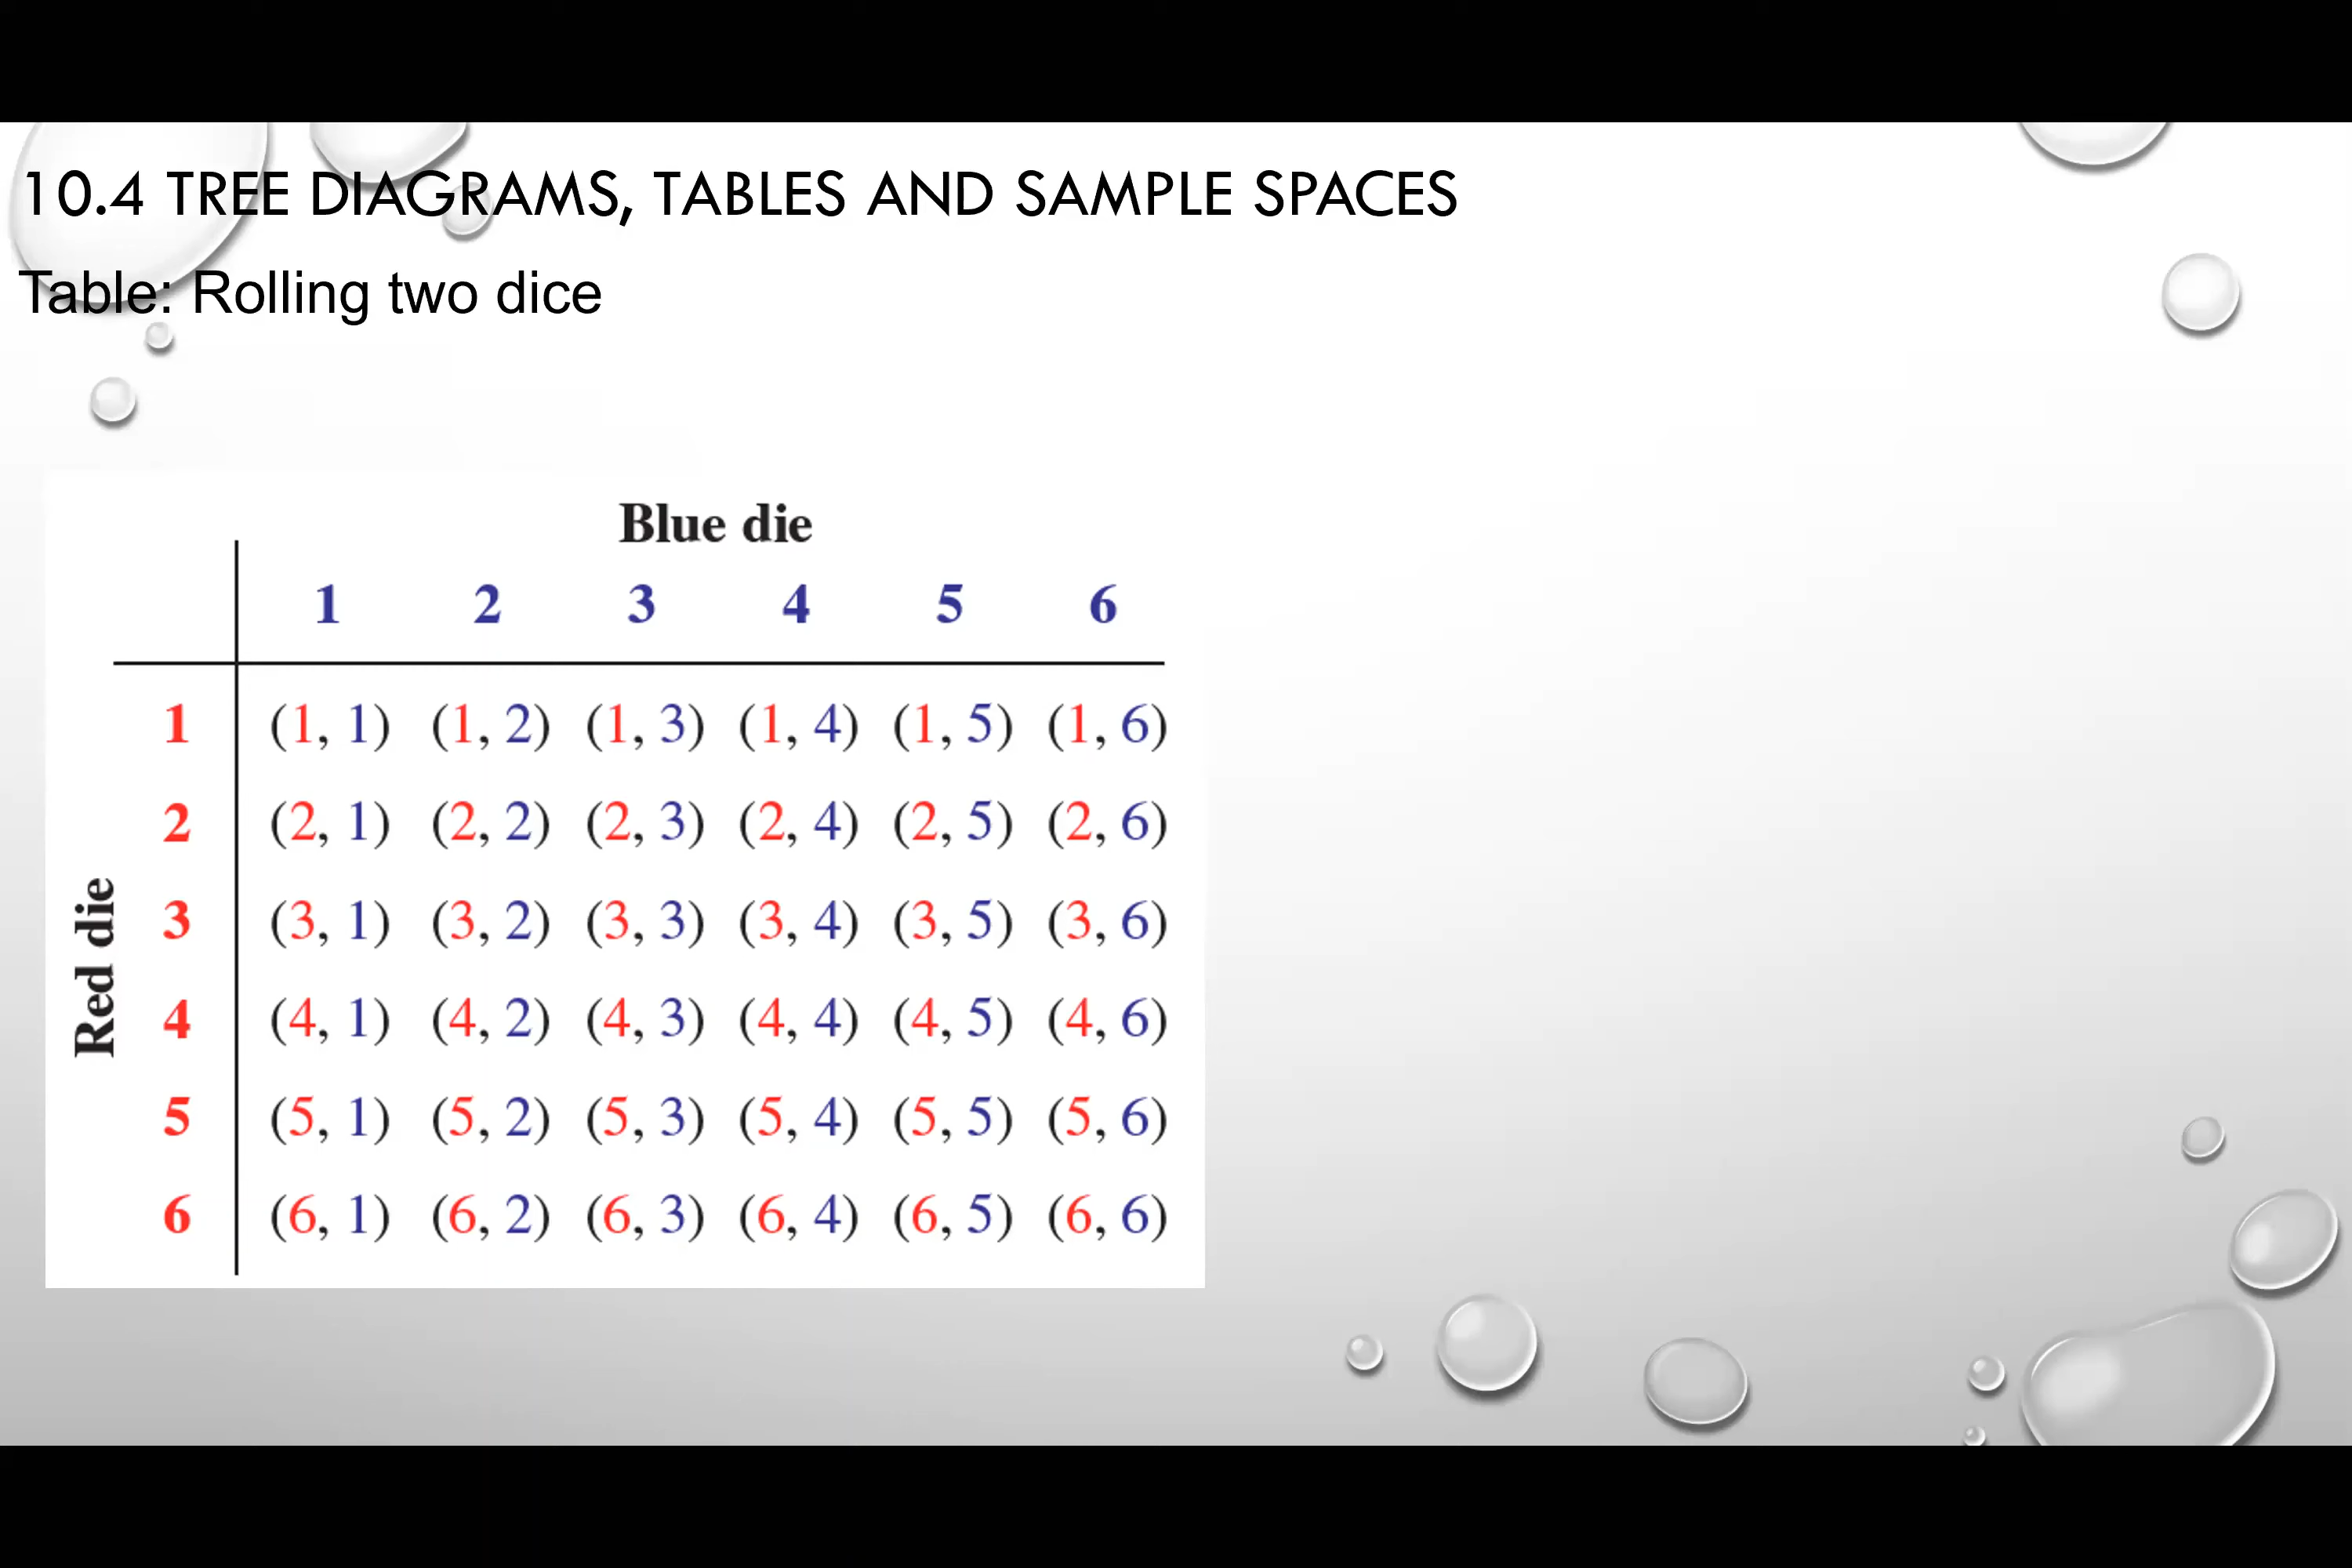 10.4 TREE DIAGRAMS, TABLES AND SAMPLE SPACES
Table: Rolling two dice
Blue die
1 2 3 4 5 6
Red die
1 (1, 1) (1, 2) (1, 3) (1, 4) (1, 5) (1, 6)
2 (2, 1) (2, 2) (2, 3) (2, 4) (2, 5) (2, 6)
3 (3, 1) (3, 2) (3, 3) (3, 4) (3, 5) (3, 6)
4 (4, 1) (4, 2) (4, 3) (4, 4) (4, 5) (4, 6)
5 (5, 1) (5, 2) (5, 3) (5, 4) (5, 5) (5, 6)
6 (6, 1) (6, 2) (6, 3) (6, 4) (6, 5) (6, 6)